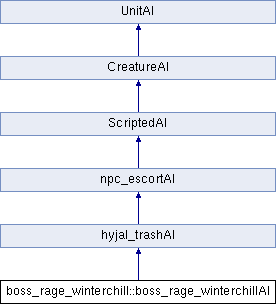 UnitAI
CreatureAI
ScriptedAI
npc_escortAI
hyjal_trashAI
boss_rage_winterchill::boss_rage_winterchillAI